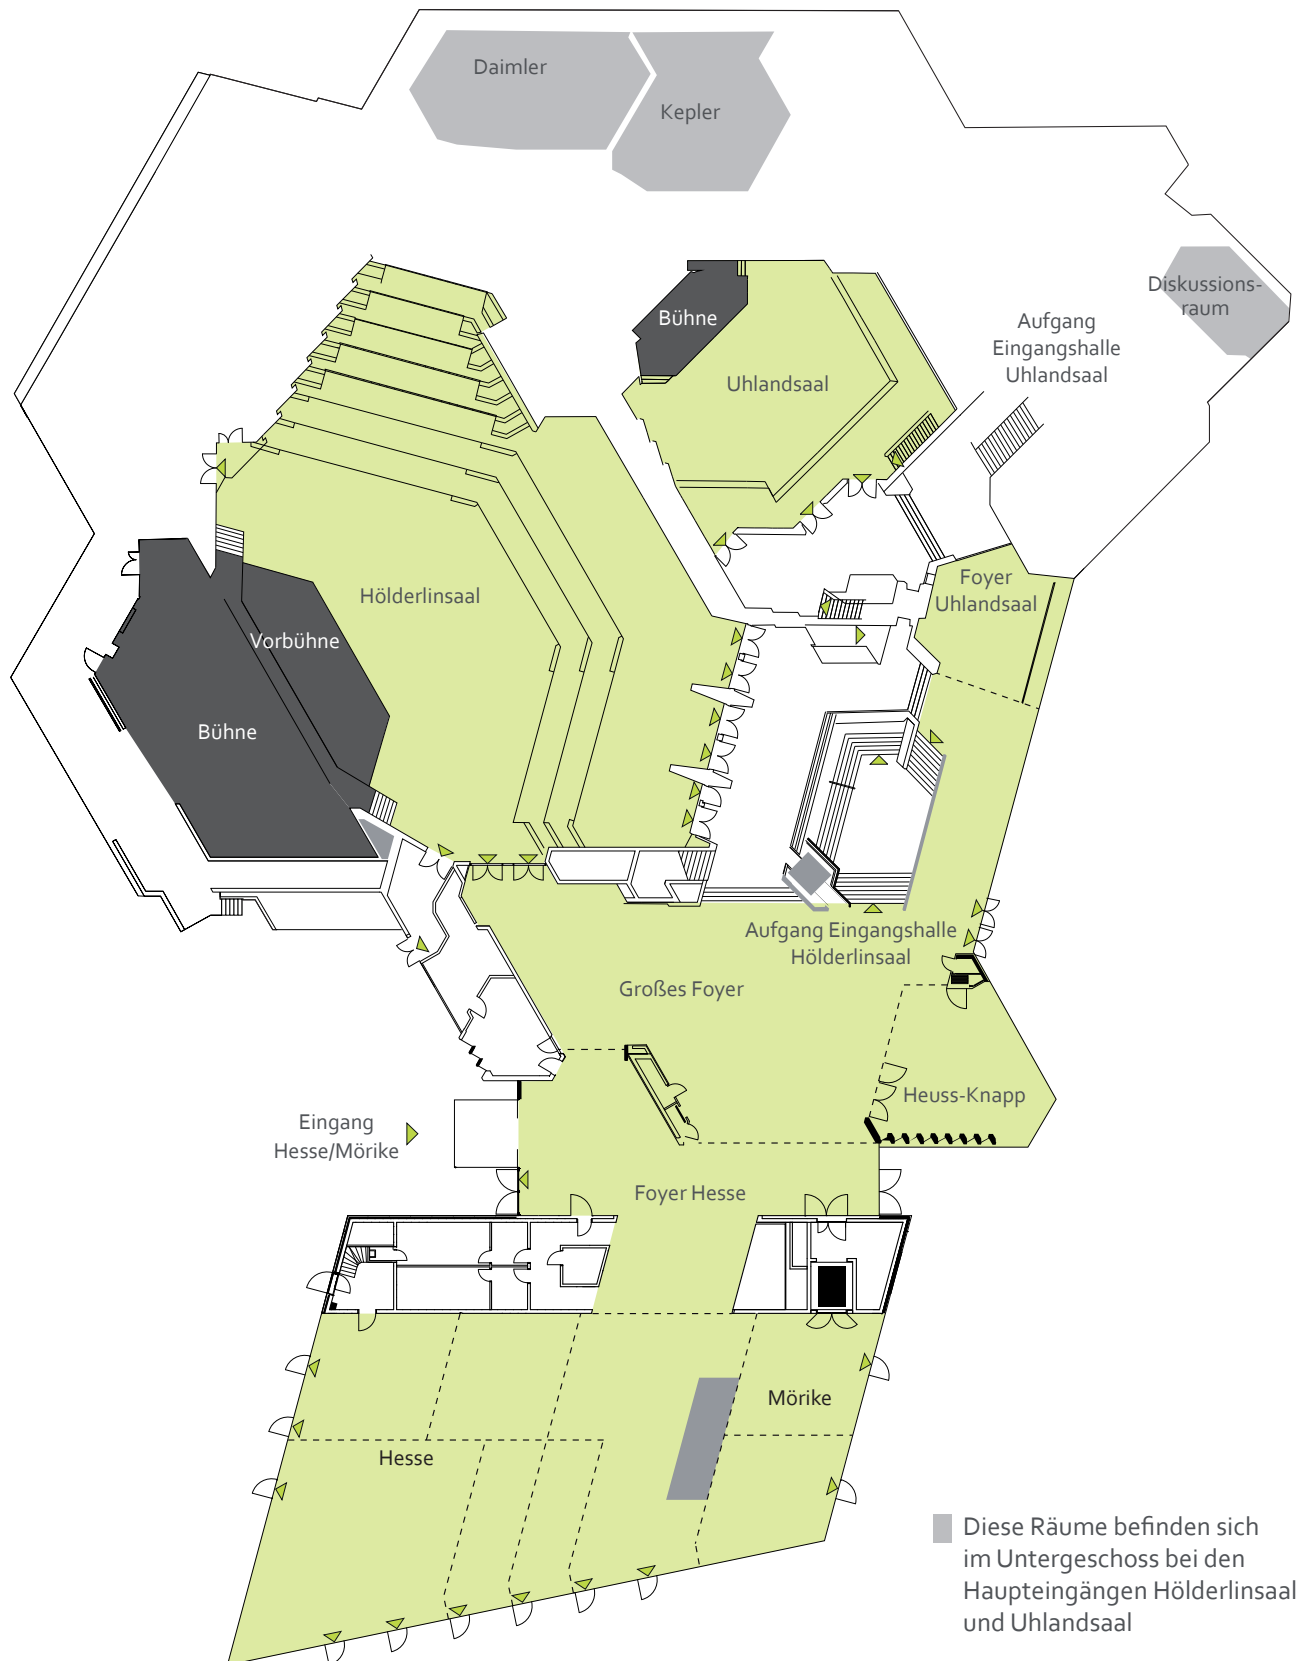 Daimler
Kepler
Diskussions-
raum
Bühne
Aufgang
Eingangshalle
Uhlandsaal
Uhlandsaal
Foyer
Uhlandsaal
Hölderlinsaal
Vorbühne
Bühne
Aufgang Eingangshalle
Hölderlinsaal
Großes Foyer
Heuss-Knapp
Eingang
Hesse/Mörike
Foyer Hesse
Mörike
Hesse
Diese Räume befinden sich
im Untergeschoss bei den
Haupteingängen Hölderlinsaal
und Uhlandsaal